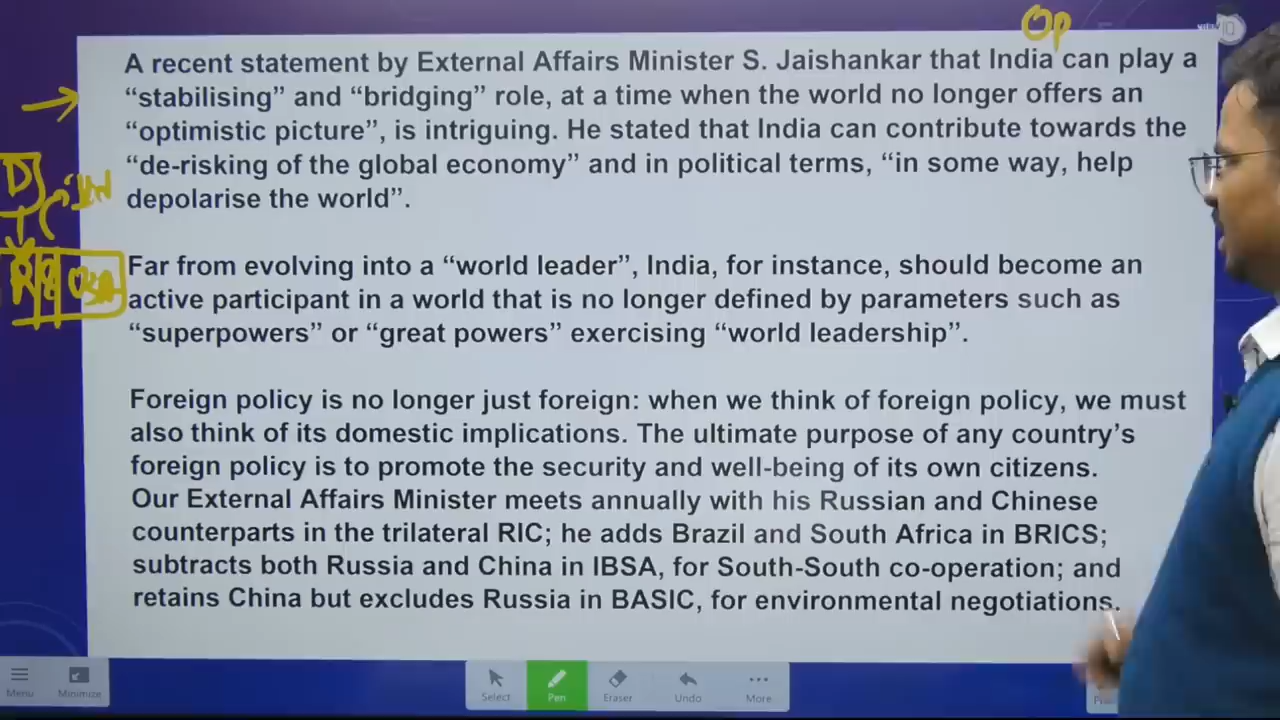 Op
A recent statement by External Affairs Minister S. Jaishankar that India can play a
“stabilising” and “bridging” role, at a time when the world no longer offers an
“optimistic picture”, is intriguing. He stated that India can contribute towards the
“de-risking of the global economy” and in political terms, “in some way, help
depolarise the world”.
Far from evolving into a “world leader”, India, for instance, should become an
active participant in a world that is no longer defined by parameters such as
“superpowers” or “great powers” exercising “world leadership”.
Foreign policy is no longer just foreign: when we think of foreign policy, we must
also think of its domestic implications. The ultimate purpose of any country’s
foreign policy is to promote the security and well-being of its own citizens.
Our External Affairs Minister meets annually with his Russian and Chinese
counterparts in the trilateral RIC; he adds Brazil and South Africa in BRICS;
subtracts both Russia and China in IBSA, for South-South co-operation; and
retains China but excludes Russia in BASIC, for environmental negotiations.
Menu Minimize Select Pen Eraser Undo More